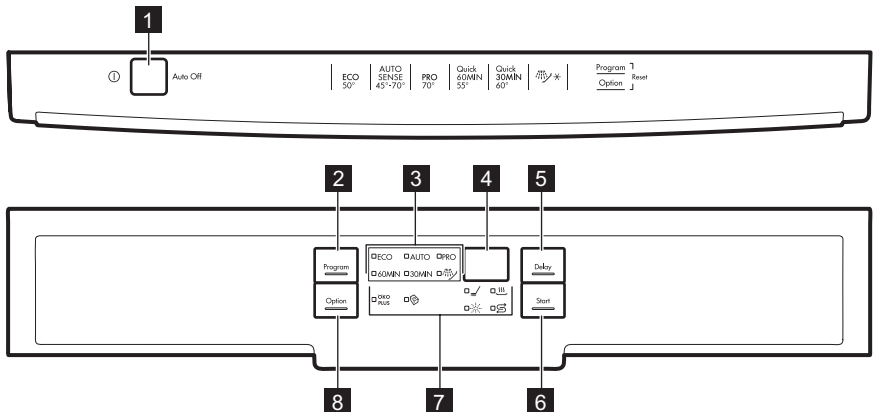 1
Auto Off
ECO
50°
AUTO
SENSE
45°-70°
PRO
70°
Quick
60MIN
55°
Quick
30MIN
60°
Program
Option
Reset
2
3
4
5
Program
ECO
AUTO
PRO
60MIN
30MIN
Delay
Option
ÖKO
PLUS
Start
8
7
6